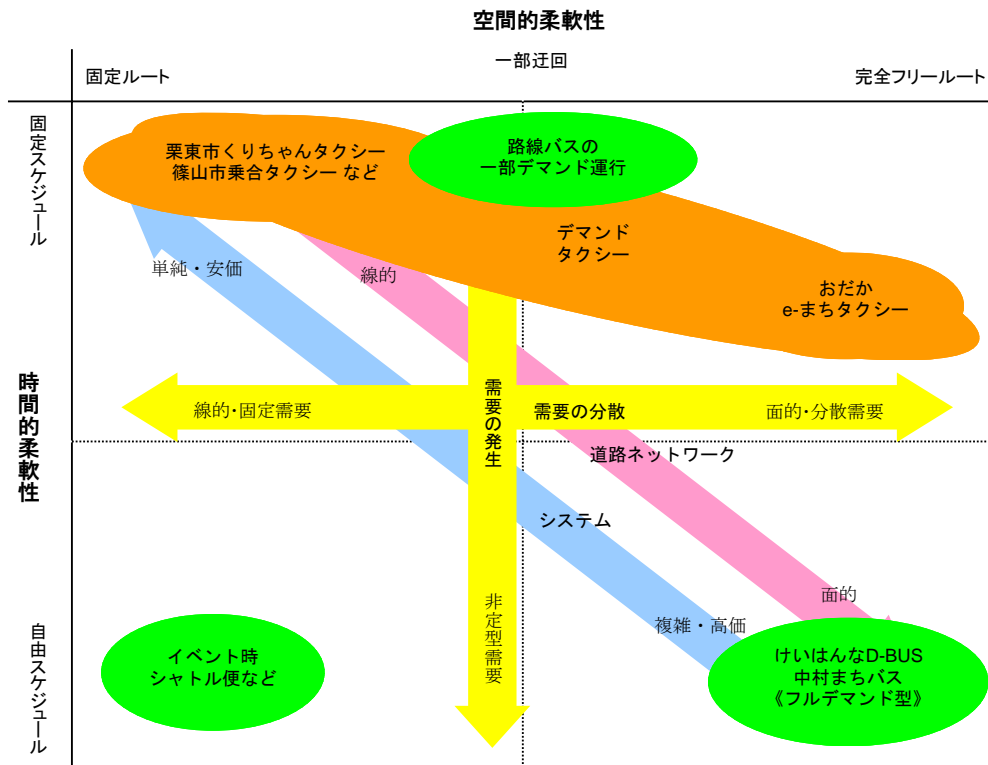 空間的柔軟性
一部迂回
固定ルート
完全フリールート
固定スケジュール
栗東市くりちゃんタクシー
篠山市乗合タクシー など
路線バスの
一部デマンド運行
デマンド
タクシー
単純・安価
線的
おだか
e-まちタクシー
時間的柔軟性
線的・固定需要
需要の発生
需要の分散
面的・分散需要
道路ネットワーク
システム
非定型需要
面的
複雑・高価
自由スケジュール
イベント時
シャトル便など
けいはんなD-BUS
中村まちバス
《フルデマンド型》